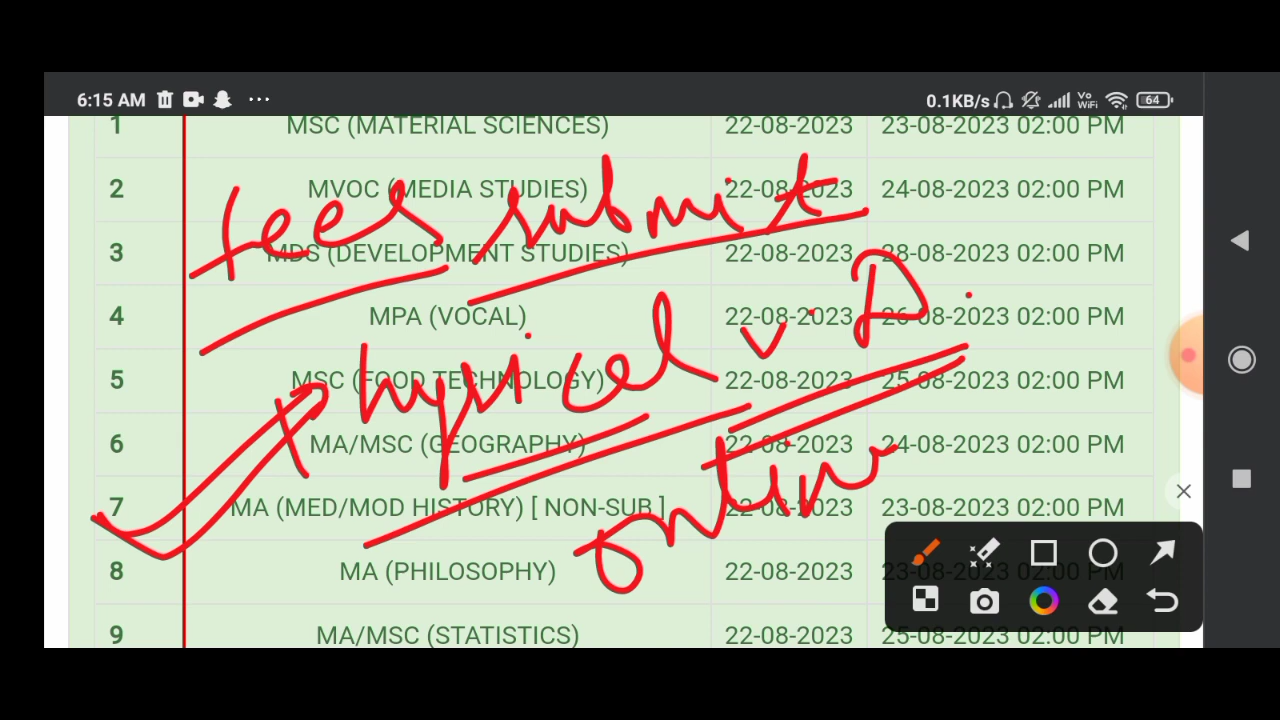 6:15 AM ... 0.1KB/s Vo WiFi 64
1 MSC (MATERIAL SCIENCES) 22-08-2023 23-08-2023 02:00 PM
2 MVOC (MEDIA STUDIES) 22-08-2023 24-08-2023 02:00 PM
Fees submit
3 MDS (DEVELOPMENT STUDIES) 22-08-2023 28-08-2023 02:00 PM
4 MPA (VOCAL) 22-08-2023 26-08-2023 02:00 PM
Physical v. D.
5 MSC (FOOD TECHNOLOGY) 22-08-2023 25-08-2023 02:00 PM
6 MA/MSC (GEOGRAPHY) 22-08-2023 24-08-2023 02:00 PM
7 MA (MED/MOD HISTORY) [ NON-SUB ] 22-08-2023 23-08-2023 02:00 PM
8 MA (PHILOSOPHY) 22-08-2023 23-08-2023 02:00 PM
9 MA/MSC (STATISTICS) 22-08-2023 25-08-2023 02:00 PM